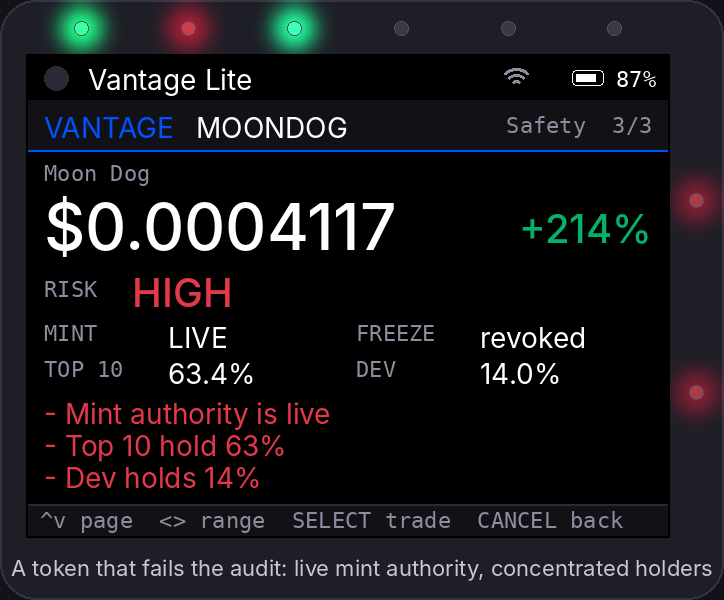 Vantage Lite 87%
VANTAGE MOONDOG Safety 3/3
Moon Dog
$0.0004117 +214%
RISK HIGH
MINT LIVE FREEZE revoked
TOP 10 63.4% DEV 14.0%
- Mint authority is live
- Top 10 hold 63%
- Dev holds 14%
^v page <> range SELECT trade CANCEL back
A token that fails the audit: live mint authority, concentrated holders